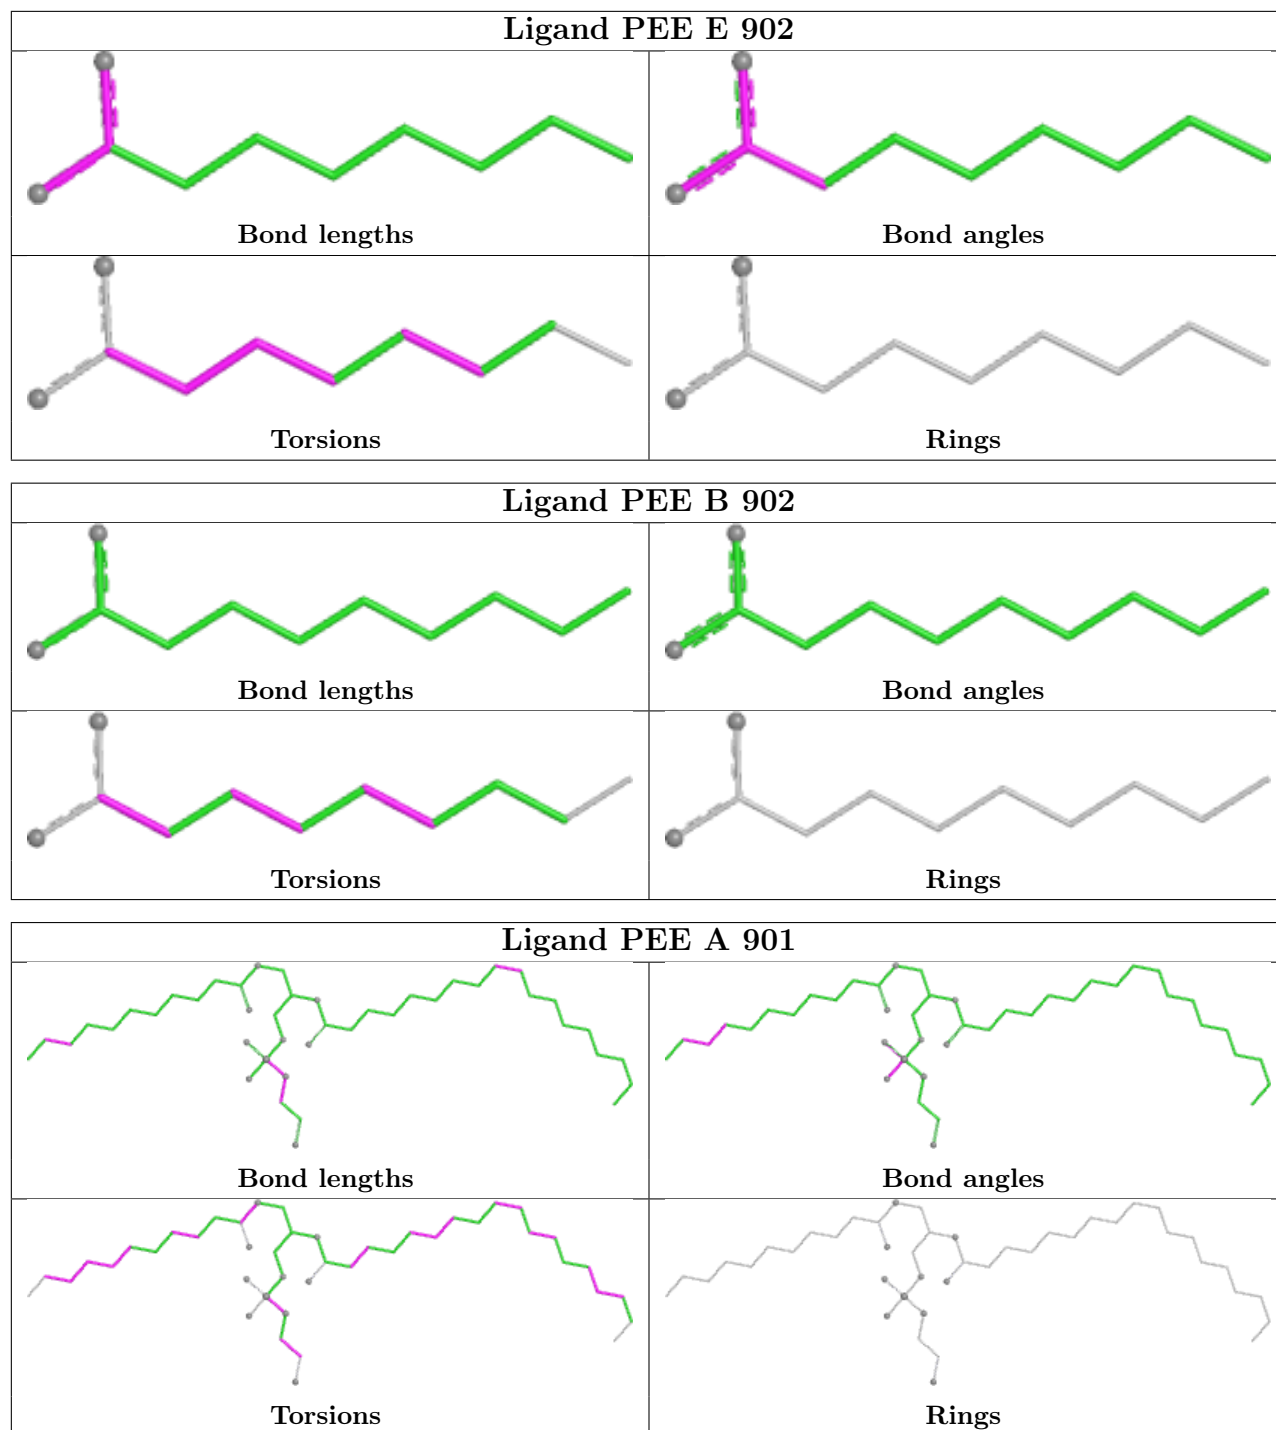 Ligand PEE E 902
Bond lengths
Bond angles
Torsions
Rings
Ligand PEE B 902
Bond lengths
Bond angles
Torsions
Rings
Ligand PEE A 901
Bond lengths
Bond angles
Torsions
Rings